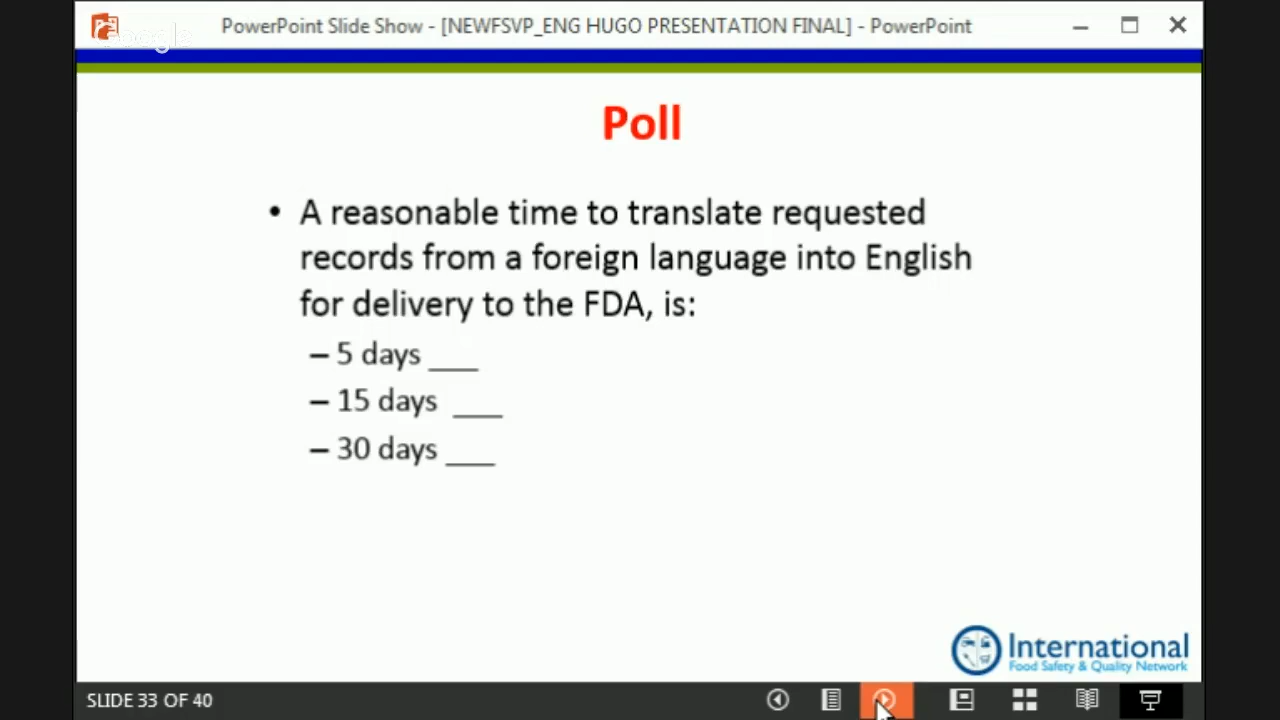 Google
PowerPoint Slide Show - [NEWFSVP_ENG HUGO PRESENTATION FINAL] - PowerPoint
Poll
• A reasonable time to translate requested
records from a foreign language into English
for delivery to the FDA, is:
– 5 days ___
– 15 days ___
– 30 days ___
International
Food Safety & Quality Network
SLIDE 33 OF 40